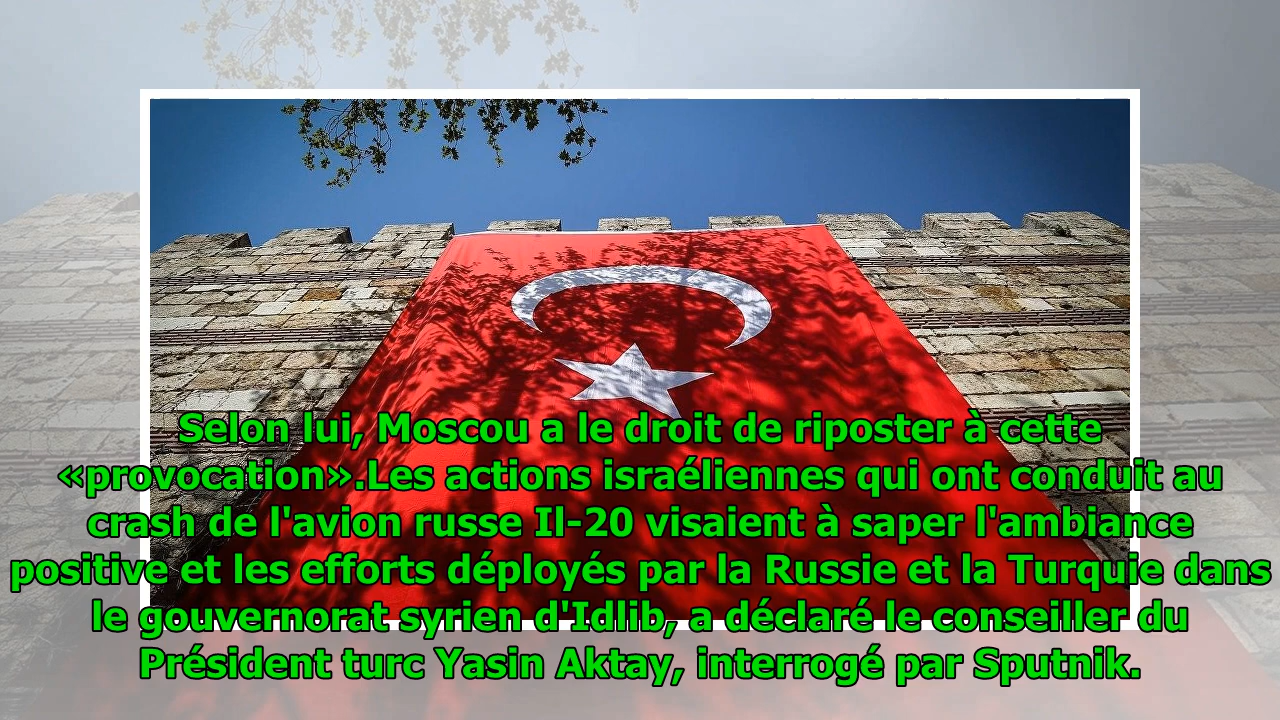 Selon lui, Moscou a le droit de riposter à cette
«provocation».Les actions israéliennes qui ont conduit au
crash de l'avion russe Il-20 visaient à saper l'ambiance
positive et les efforts déployés par la Russie et la Turquie dans
le gouvernorat syrien d'Idlib, a déclaré le conseiller du
Président turc Yasin Aktay, interrogé par Sputnik.